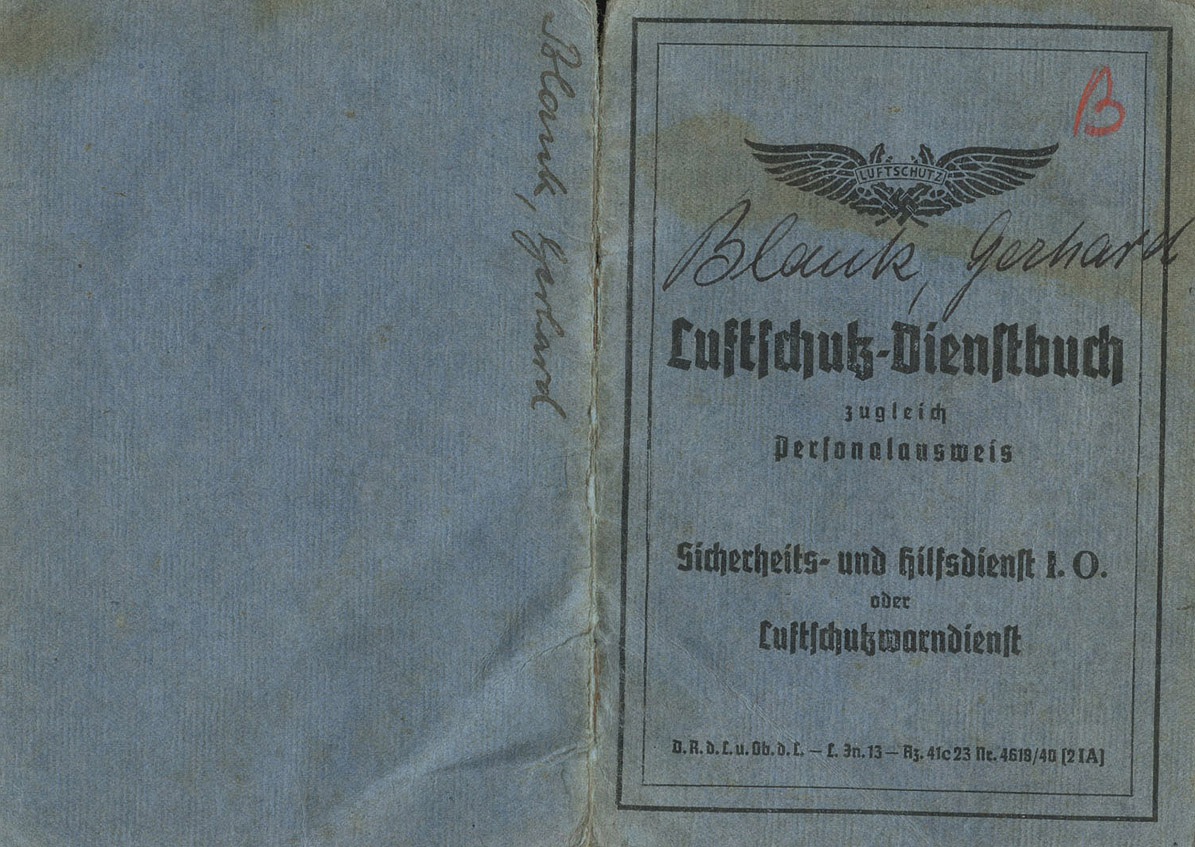 Blank, Gerhard
B
LUFTSCHUTZ
Blank, Gerhard
Luftschutz-Dienstbuch
zugleich
Personalausweis
Sicherheits- und Hilfsdienst I. O.
oder
Luftschutzwarndienst
D. R. d. L. u. Ob. d. L. — L. In. 13 — Az. 41c 23 Nr. 4618/40 [2 IA]